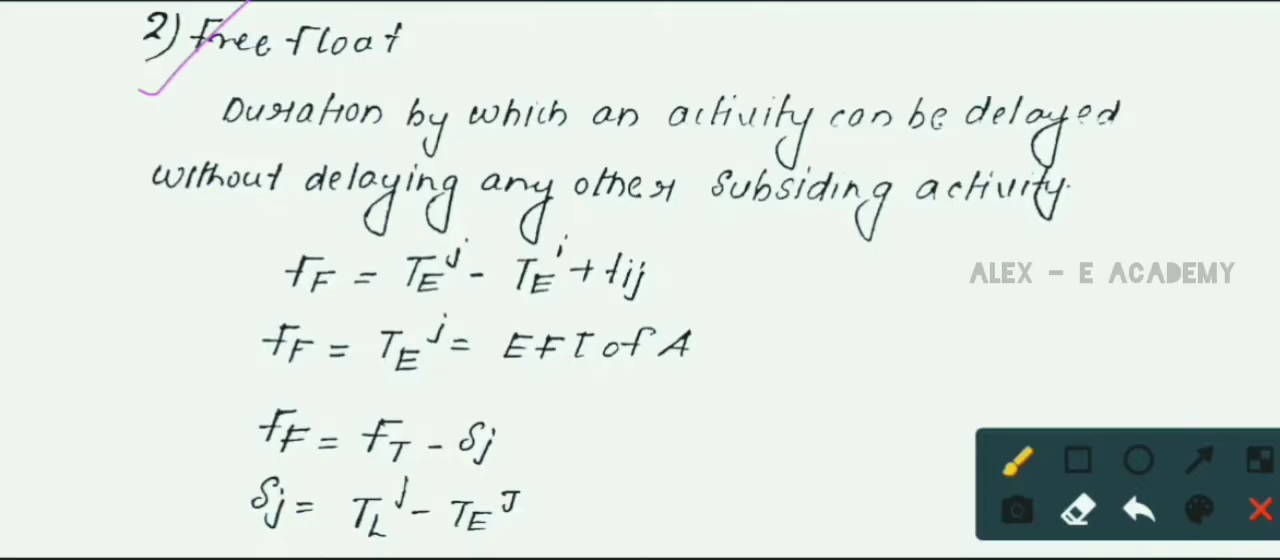 2) Free float
Duration by which an activity can be delayed
without delaying any other subsiding activity.
FF = TE^j - TE^i + tij
ALEX - E ACADEMY
FF = TE^j = EFT of A
FF = FT - Sj
Sj = TL^j - TE^J